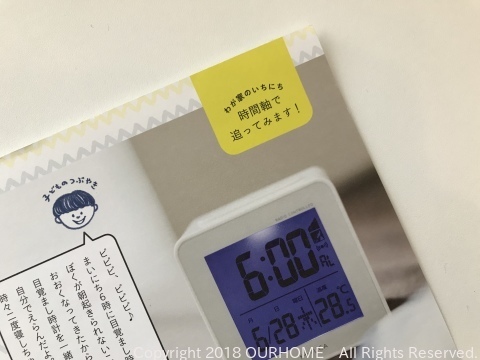 わが家のいちにち
時間軸で
追ってみます!
子どものつぶやき
ピピピ、ピピピ♪
まいにち6時に目覚まし時
ぼくが朝起きられない
おおくなってきたから
目覚まし時計を一緒
自分でえらんだよ
時々二度寝しち
6:00
AL
6/28 木 28.5℃
Copyright 2018 OURHOME All Rights Reserved.